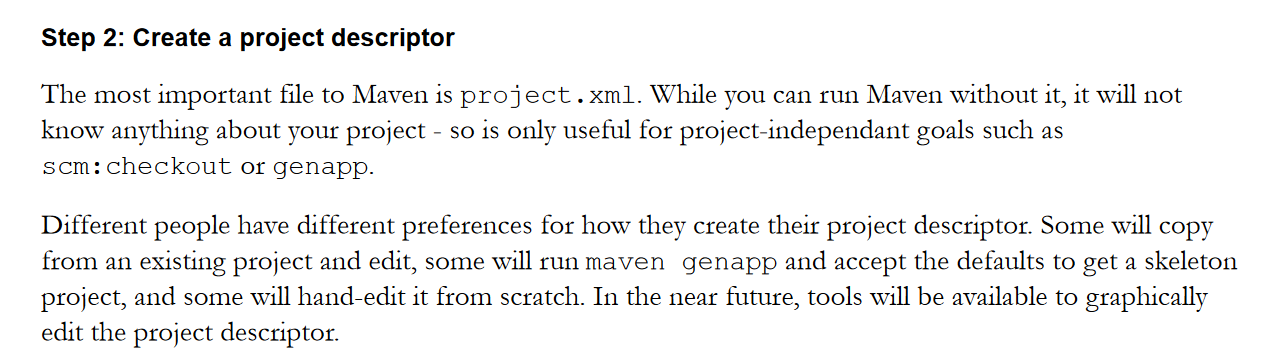 Step 2: Create a project descriptor
The most important file to Maven is project.xml. While you can run Maven without it, it will not
know anything about your project - so is only useful for project-independant goals such as
scm:checkout or genapp.
Different people have different preferences for how they create their project descriptor. Some will copy
from an existing project and edit, some will run maven genapp and accept the defaults to get a skeleton
project, and some will hand-edit it from scratch. In the near future, tools will be available to graphically
edit the project descriptor.